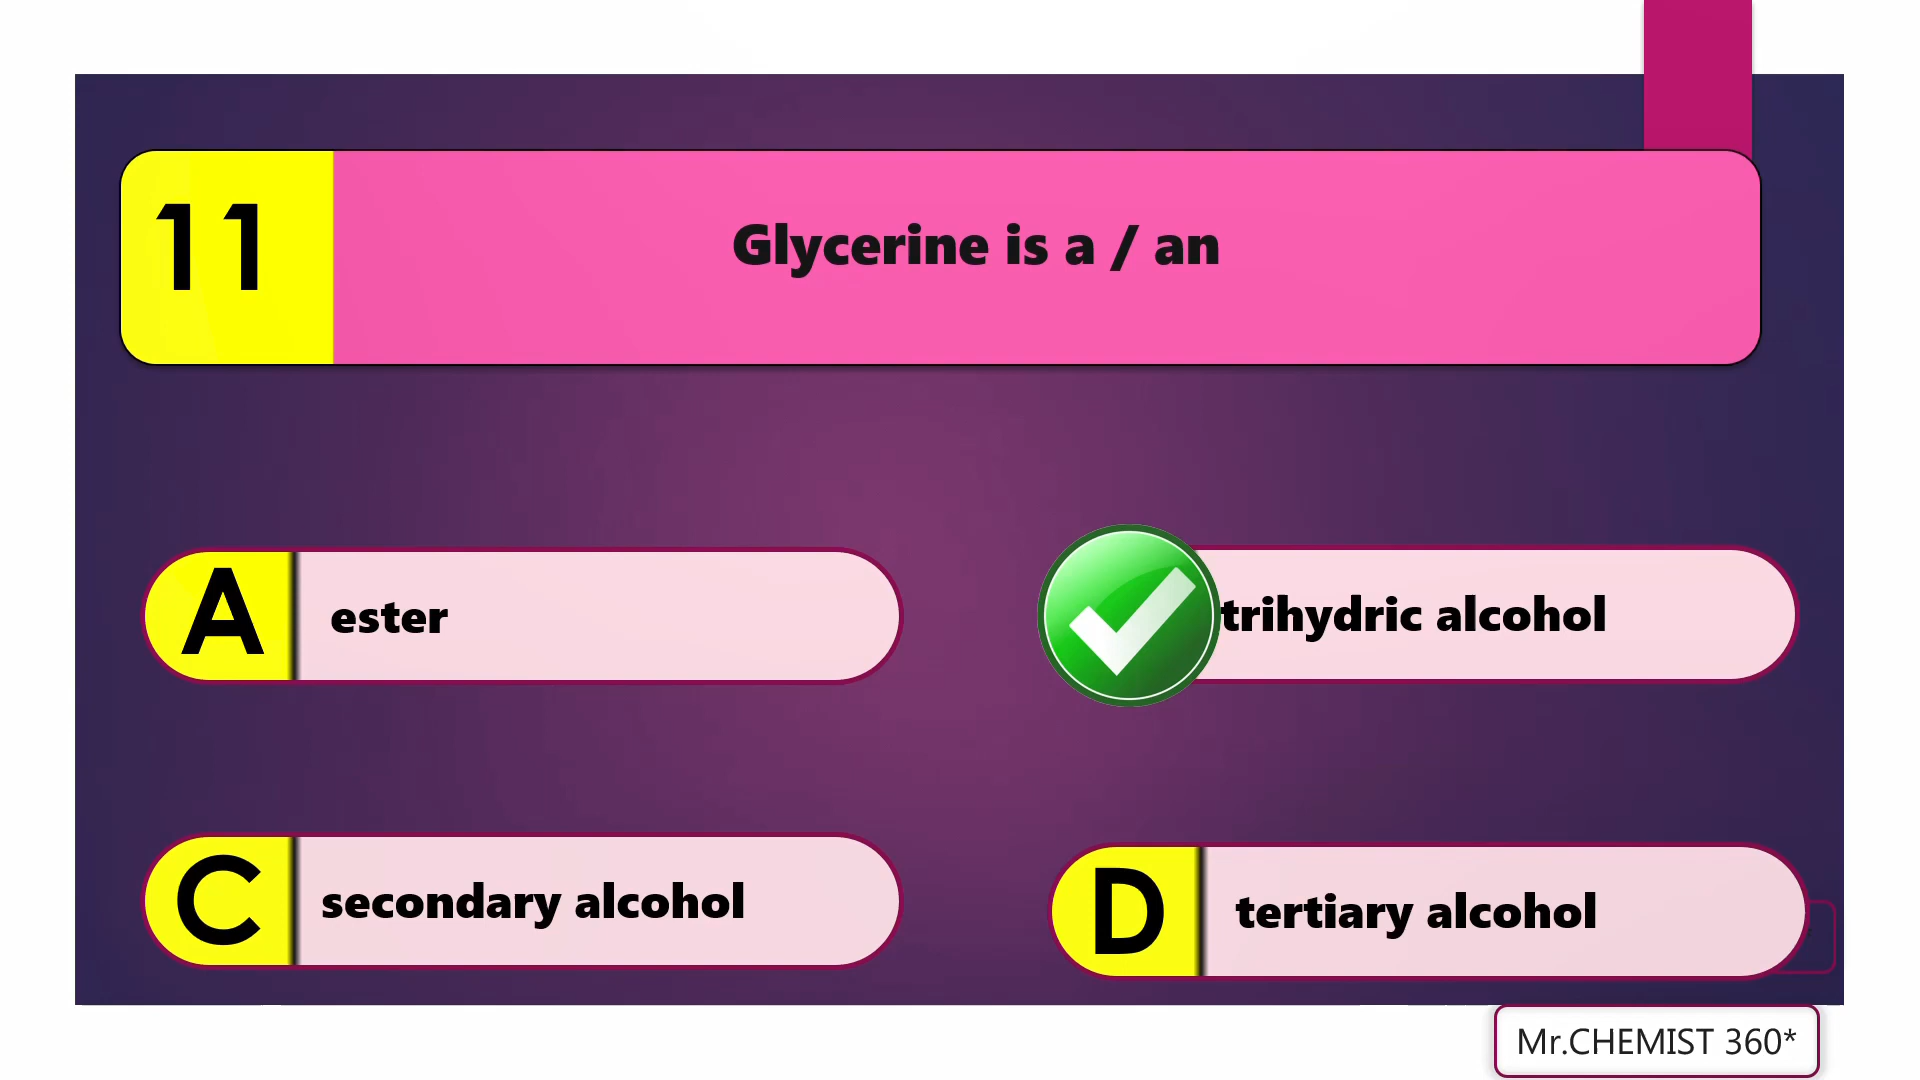 11
Glycerine is a / an
A
ester
trihydric alcohol
C
secondary alcohol
D
tertiary alcohol
Mr.CHEMIST 360*